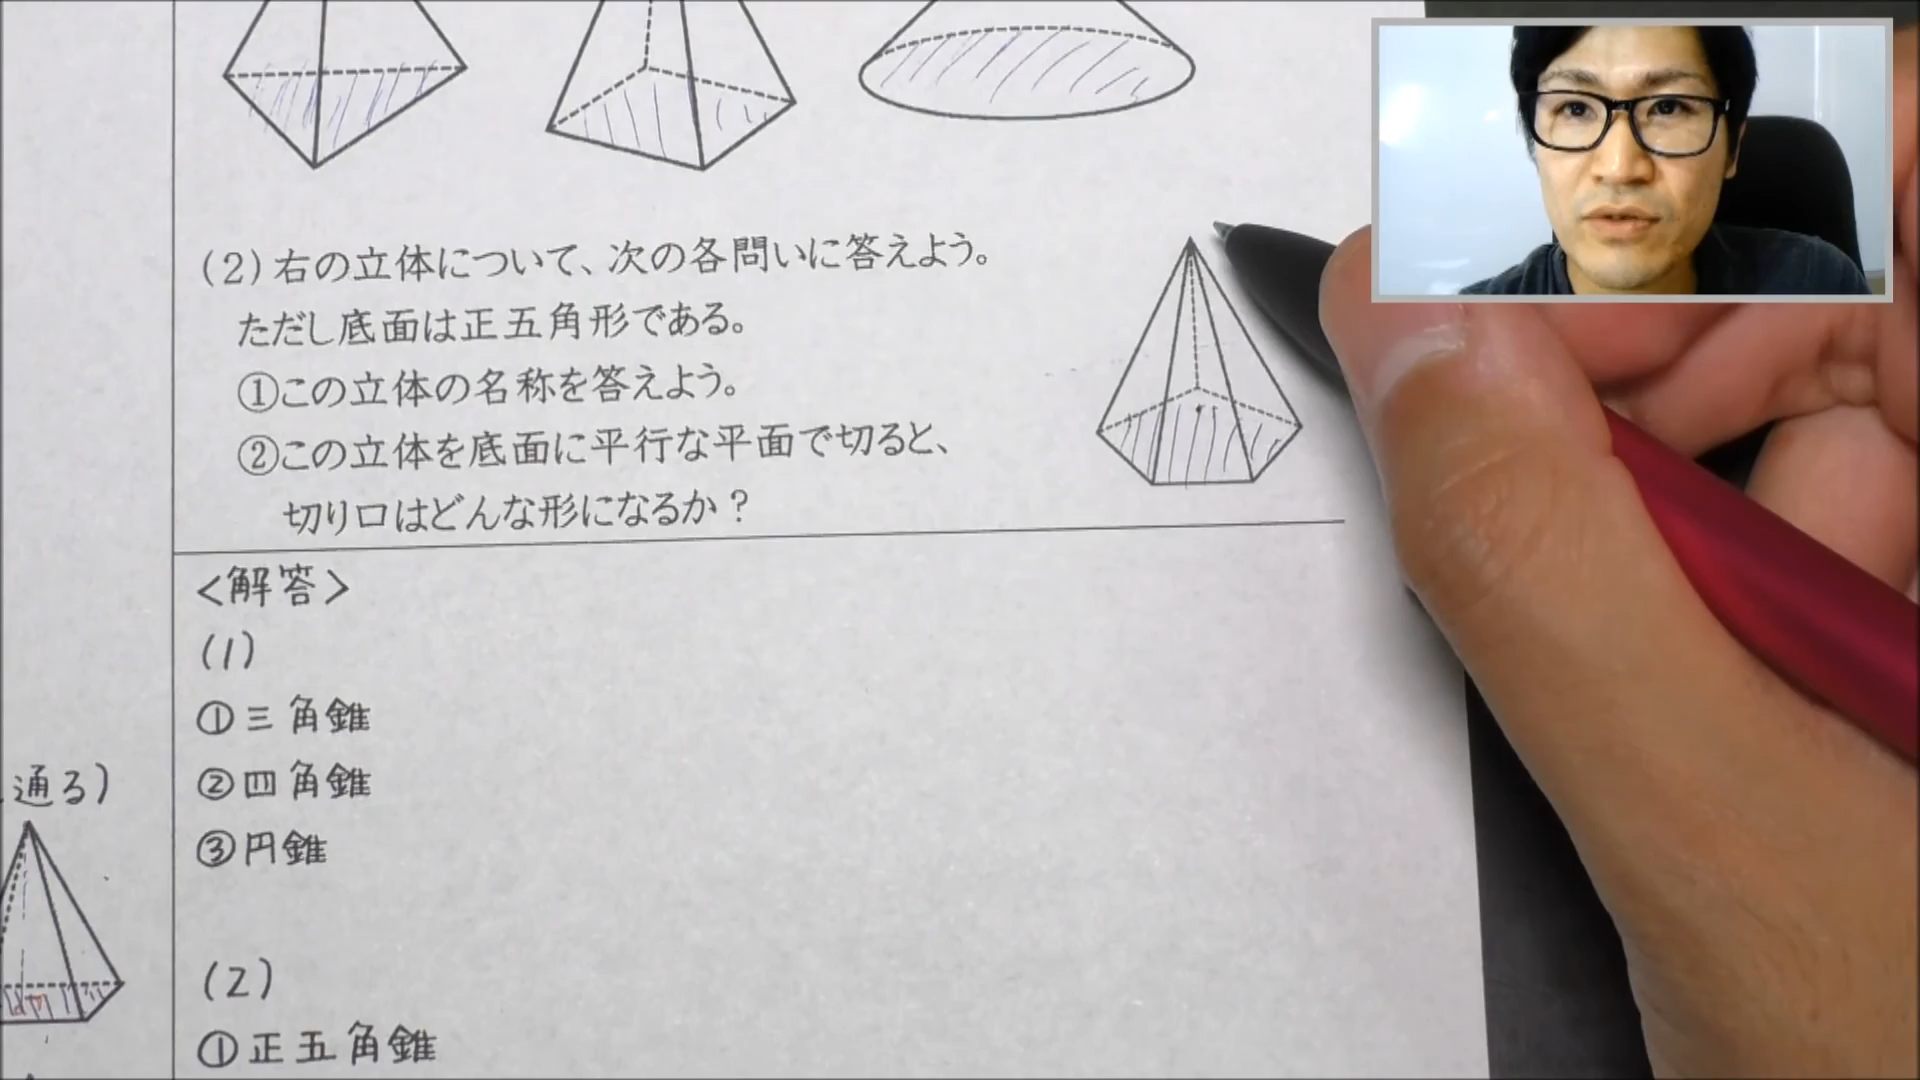 (2)右の立体について、次の各問いに答えよう。
ただし底面は正五角形である。
①この立体の名称を答えよう。
②この立体を底面に平行な平面で切ると、
切り口はどんな形になるか?
<解答>
(1)
①三角錐
②四角錐
③円錐
通る)
(2)
①正五角錐